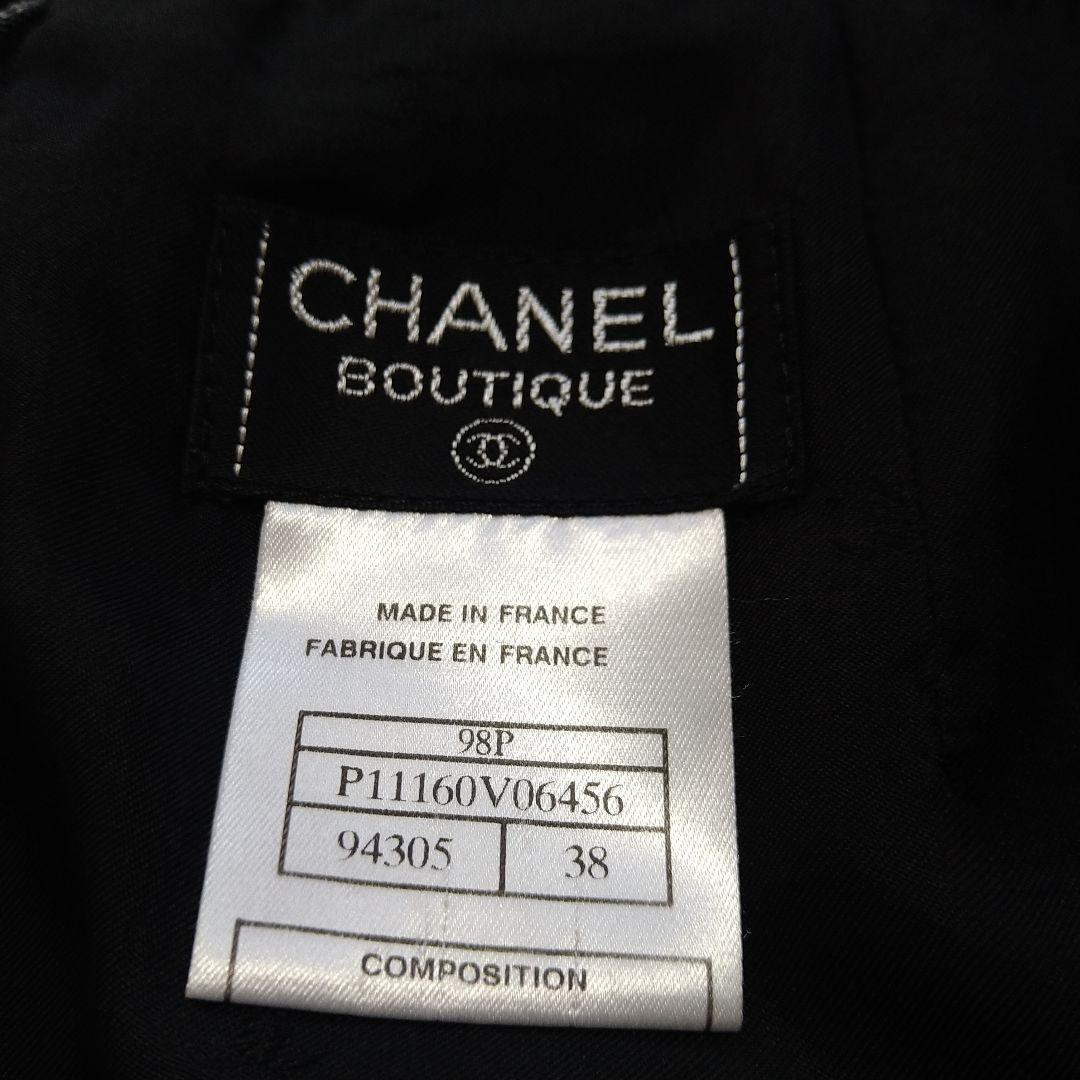 CHANEL
BOUTIQUE
MADE IN FRANCE
FABRIQUE EN FRANCE
98P
P11160V06456
94305 38
COMPOSITION